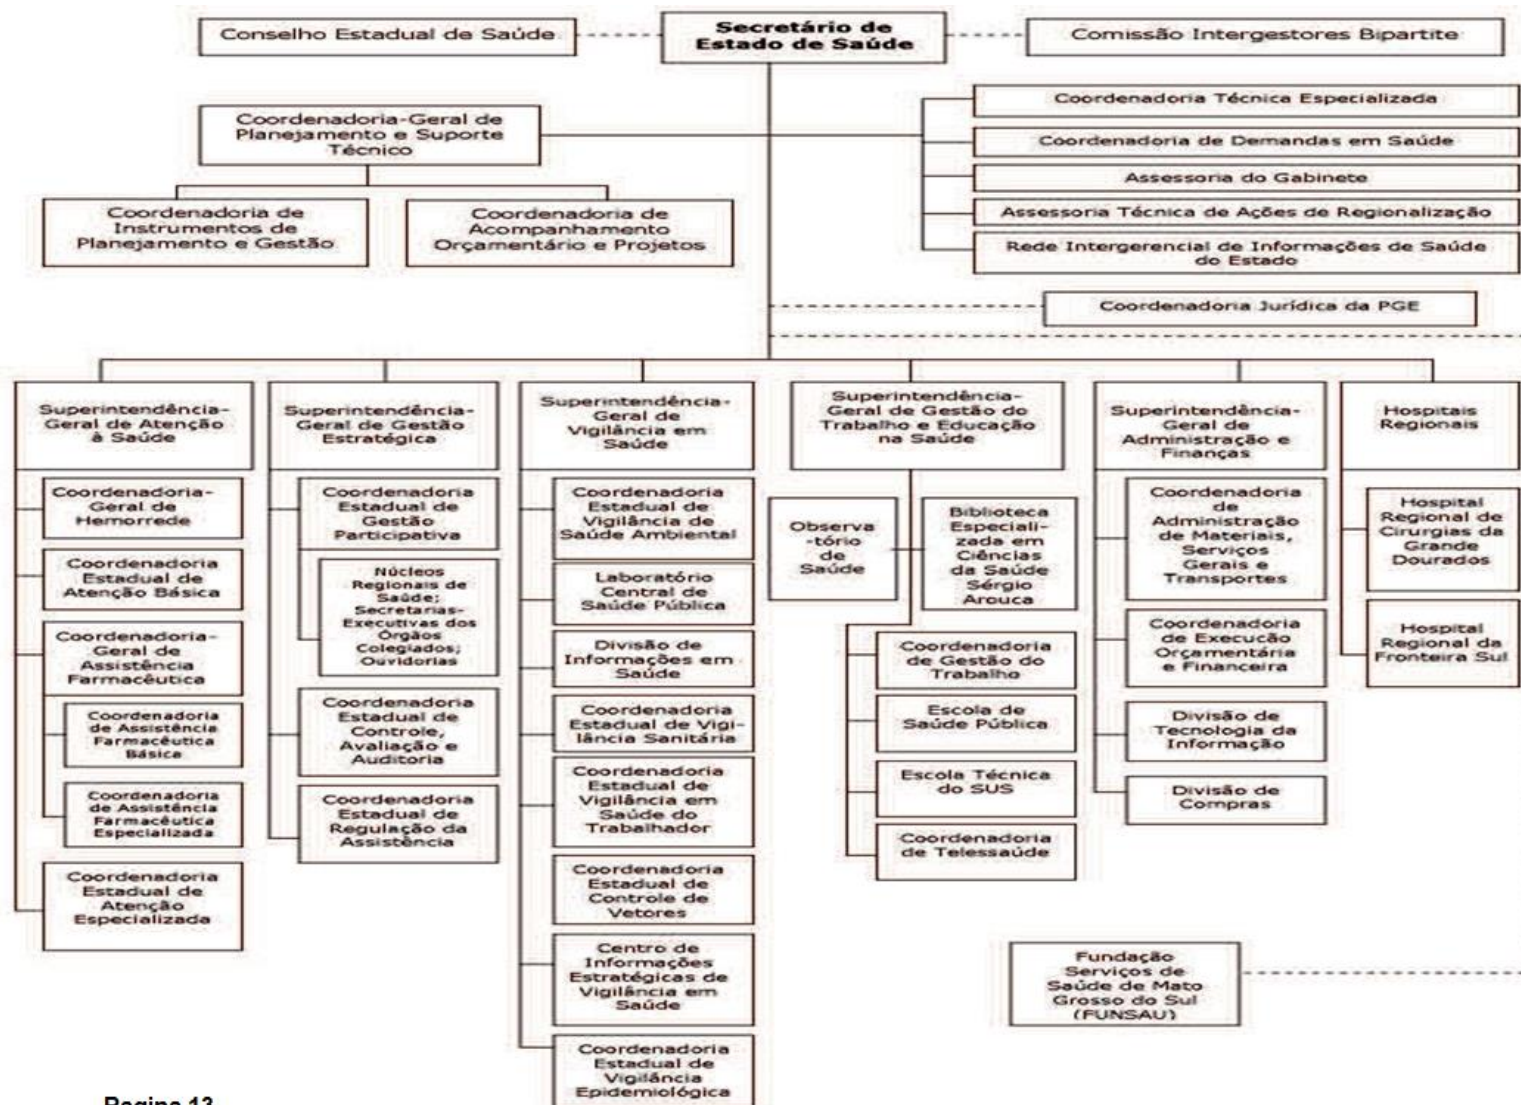 Conselho Estadual de Saúde
Secretário de
Estado de Saúde
Comissão Intergestores Bipartite
Coordenadoria-Geral de
Planejamento e Suporte
Técnico
Coordenadoria de
Instrumentos de
Planejamento e Gestão
Coordenadoria de
Acompanhamento
Orçamentário e Projetos
Coordenadoria Técnica Especializada
Coordenadoria de Demandas em Saúde
Assessoria do Gabinete
Assessoria Técnica de Ações de Regionalização
Rede Intergerencial de Informações de Saúde
do Estado
Coordenadoria Jurídica da PGE
Superintendência-
Geral de Atenção
à Saúde
Coordenadoria-
Geral de
Hemorrede
Coordenadoria
Estadual de
Atenção Básica
Coordenadoria-
Geral de
Assistência
Farmacêutica
Coordenadoria
de Assistência
Farmacêutica
Básica
Coordenadoria
de Assistência
Farmacêutica
Especializada
Coordenadoria
Estadual de
Atenção
Especializada
Superintendência-
Geral de Gestão
Estratégica
Coordenadoria
Estadual de
Gestão
Participativa
Núcleos
Regionais de
Saúde;
Secretarias-
Executivas dos
Órgãos
Colegiados;
Ouvidorias
Coordenadoria
Estadual de
Controle,
Avaliação e
Auditoria
Coordenadoria
Estadual de
Regulação da
Assistência
Superintendência-
Geral de
Vigilância em
Saúde
Coordenadoria
Estadual de
Vigilância de
Saúde Ambiental
Laboratório
Central de
Saúde Pública
Divisão de
Informações em
Saúde
Coordenadoria
Estadual de Vigi-
lância Sanitária
Coordenadoria
Estadual de
Vigilância em
Saúde do
Trabalhador
Coordenadoria
Estadual de
Controle de
Vetores
Centro de
Informações
Estratégicas de
Vigilância em
Saúde
Coordenadoria
Estadual de
Vigilância
Epidemiológica
Superintendência-
Geral de Gestão do
Trabalho e Educação
na Saúde
Observa
-tório
de
Saúde
Biblioteca
Especiali-
zada em
Ciências
da Saúde
Sérgio
Arouca
Coordenadoria
de Gestão do
Trabalho
Escola de
Saúde Pública
Escola Técnica
do SUS
Coordenadoria
de Telessaúde
Superintendência-
Geral de
Administração e
Finanças
Coordenadoria
de
Administração
de Materiais,
Serviços
Gerais e
Transportes
Coordenadoria
de Execução
Orçamentária
e Financeira
Divisão de
Tecnologia da
Informação
Divisão de
Compras
Hospitais
Regionais
Hospital
Regional de
Cirurgias da
Grande
Dourados
Hospital
Regional da
Fronteira Sul
Fundação
Serviços de
Saúde de Mato
Grosso do Sul
(FUNSAU)
Pagina 13